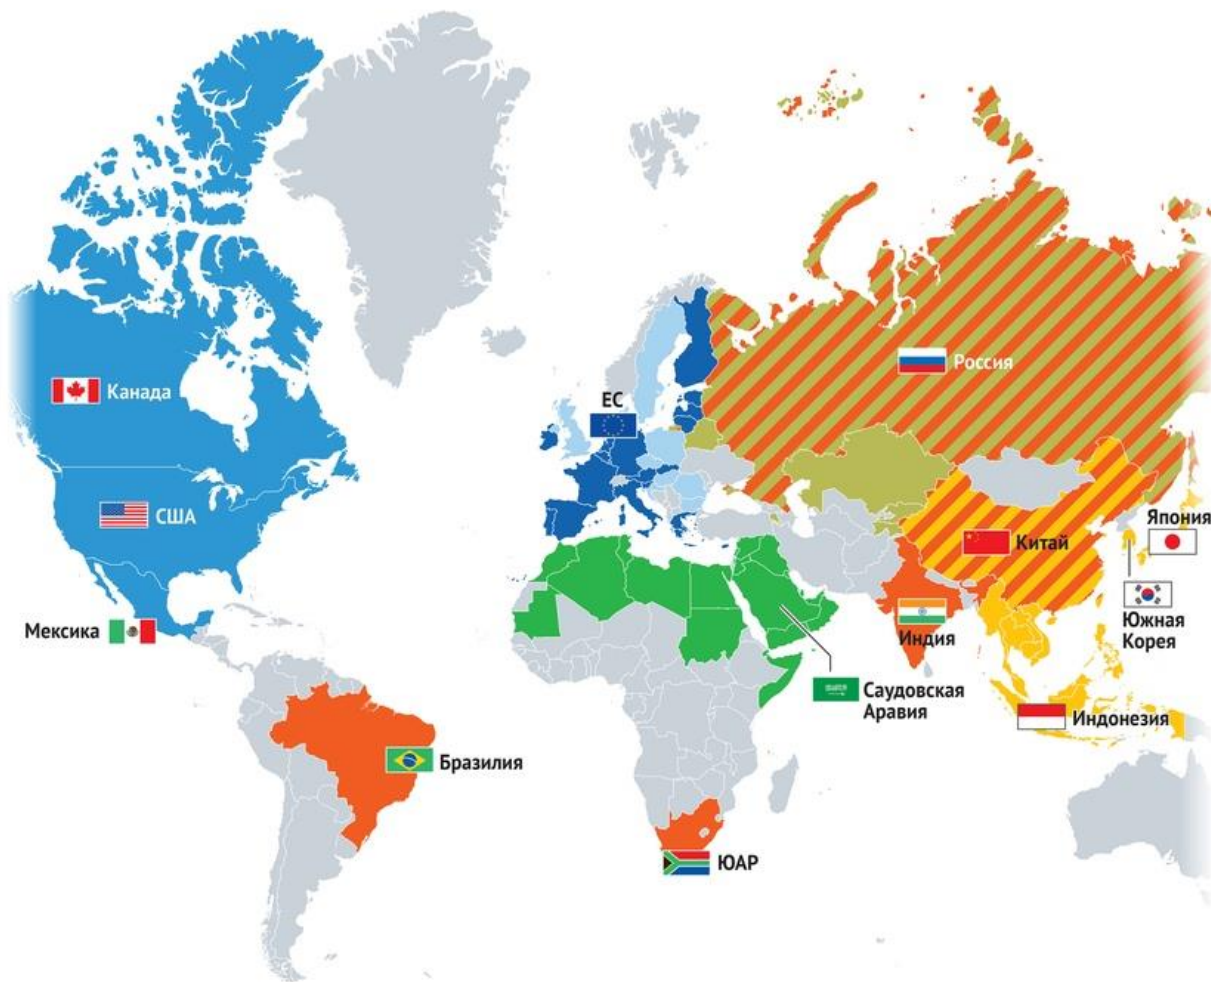 Канада
ЕС
Россия
США
Япония
Китай
Мексика
Индия
Южная
Корея
Саудовская
Аравия
Индонезия
Бразилия
ЮАР